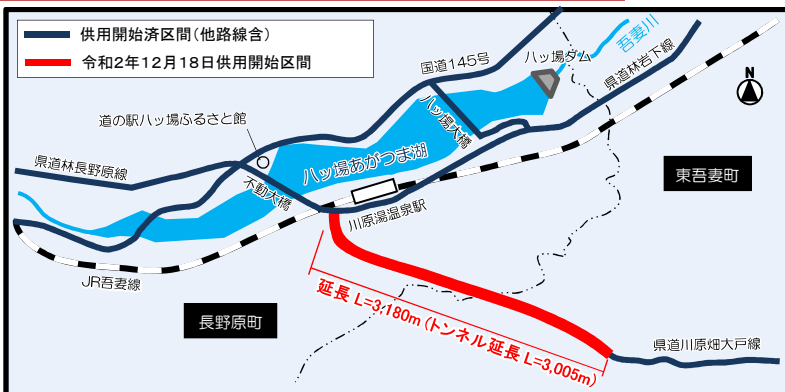 供用開始済区間(他路線含)
令和2年12月18日供用開始区間
吾妻川
八ッ場ダム
国道145号
県道林岩下線
N
八ッ場大橋
道の駅八ッ場ふるさと館
八ッ場あがつま湖
県道林長野原線
不動大橋
東吾妻町
川原湯温泉駅
JR吾妻線
延長 L=3,180m (トンネル延長 L=3,005m)
長野原町
県道川原畑大戸線